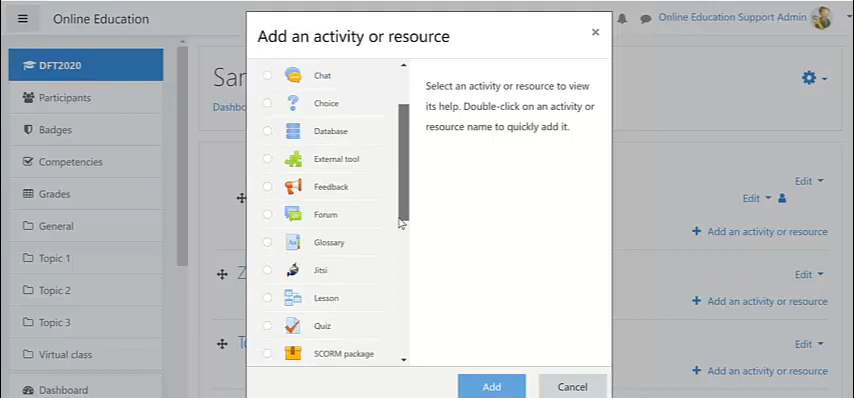 Online Education
Online Education Support Admin
DFT2020
Participants
Badges
Competencies
Grades
General
Topic 1
Topic 2
Topic 3
Virtual class
Dashboard
Add an activity or resource
×
Chat
Choice
Database
External tool
Feedback
Forum
Glossary
Jitsi
Lesson
Quiz
SCORM package
Select an activity or resource to view
its help. Double-click on an activity or
resource name to quickly add it.
Add
Cancel
Edit
Edit
+ Add an activity or resource
Edit
+ Add an activity or resource
Edit
+ Add an activity or resource